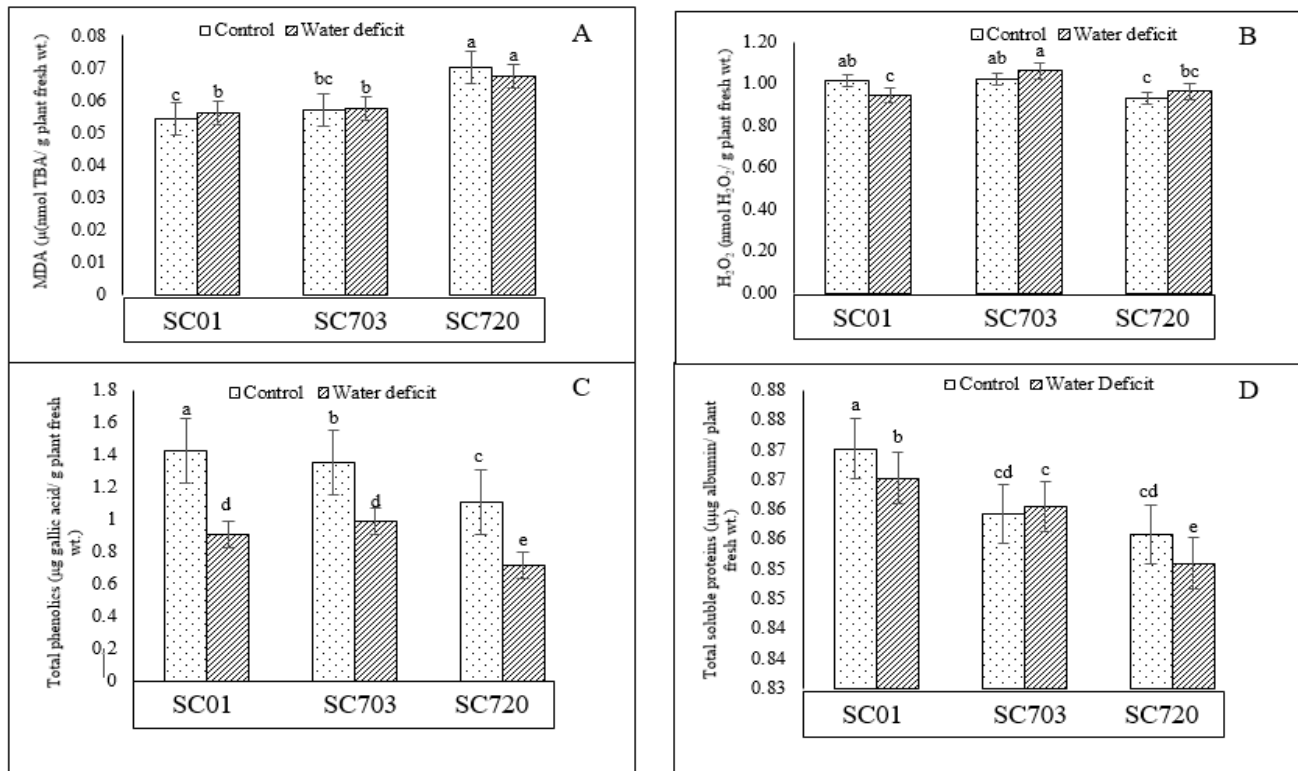 Control Water deficit
A
MDA (µ(nmol TBA/ g plant fresh wt.)
0.08
0.07
0.06
0.05
0.04
0.03
0.02
0.01
0
c b bc b a a
SC01 SC703 SC720
Control Water deficit
B
H₂O₂ (nmol H₂O₂/ g plant fresh wt.)
1.20
1.00
0.80
0.60
0.40
0.20
0.00
ab c ab a c bc
SC01 SC703 SC720
Control Water deficit
C
Total phenolics (µg gallic acid/ g plant fresh
wt.)
1.8
1.6
1.4
1.2
1
0.8
0.6
0.4
0.2
0
a d b d c e
SC01 SC703 SC720
Control Water Deficit
D
Total soluble proteins (µµg albumin/ plant
fresh wt.)
0.88
0.88
0.87
0.87
0.86
0.86
0.85
0.85
0.84
0.84
0.83
a b cd c cd e
SC01 SC703 SC720